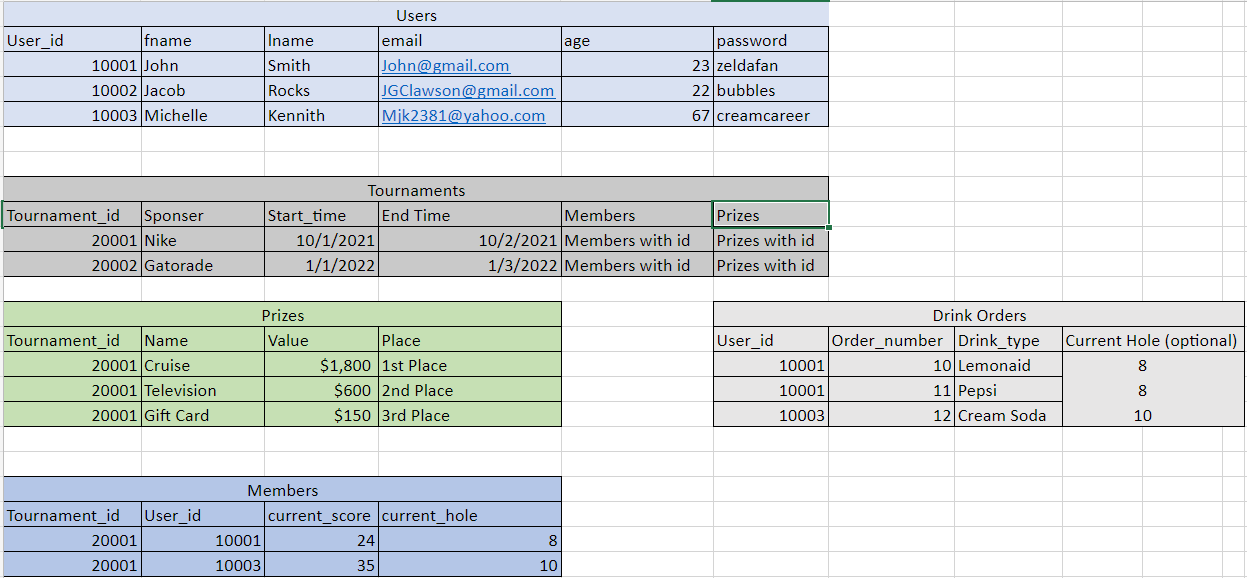 Users
User_id fname lname email age password
10001 John Smith John@gmail.com 23 zeldafan
10002 Jacob Rocks JGClawson@gmail.com 22 bubbles
10003 Michelle Kennith Mjk2381@yahoo.com 67 creamcareer
Tournaments
Tournament_id Sponser Start_time End Time Members Prizes
20001 Nike 10/1/2021 10/2/2021 Members with id Prizes with id
20002 Gatorade 1/1/2022 1/3/2022 Members with id Prizes with id
Prizes
Tournament_id Name Value Place
20001 Cruise $1,800 1st Place
20001 Television $600 2nd Place
20001 Gift Card $150 3rd Place
Drink Orders
User_id Order_number Drink_type Current Hole (optional)
10001 10 Lemonaid 8
10001 11 Pepsi 8
10003 12 Cream Soda 10
Members
Tournament_id User_id current_score current_hole
20001 10001 24 8
20001 10003 35 10